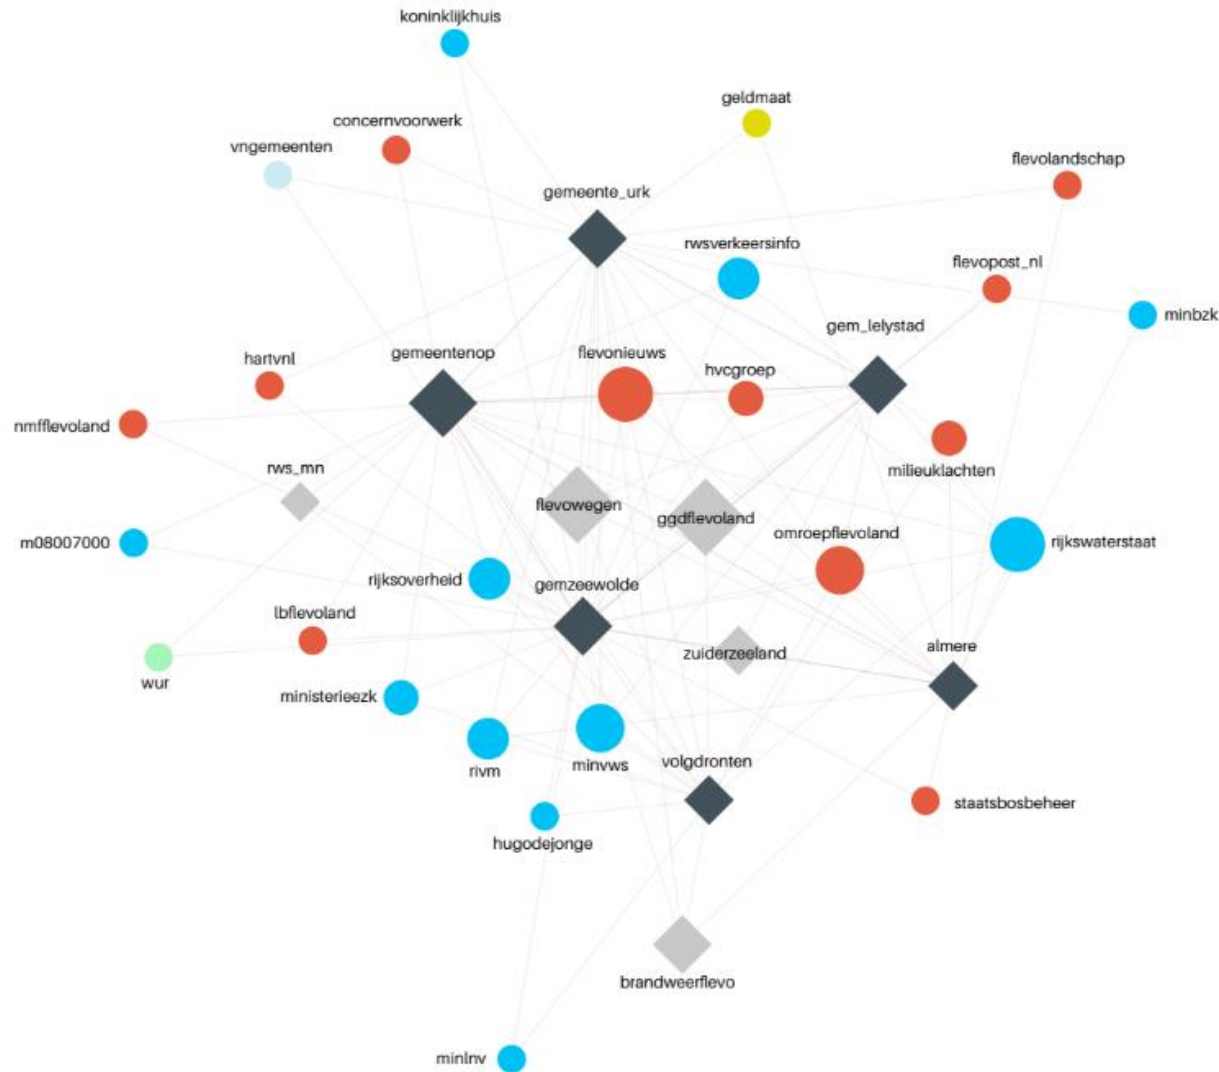 koninklijkhuis
geldmaat
concernvoorwerk
vngemeenten
flevolandschap
gemeente_urk
rwsverkeersinfo
flevopost_nl
minbzk
gem_lelystad
hartvnl
gemeentenop
flevonieuws
hvcgroep
nmfflevoland
rws_mn
milieuklachten
flevowegen
ggdflevoland
omroepflevoland
m08007000
rijkswaterstaat
rijksoverheid
gemzeewolde
lbflevoland
zuiderzeeland
almere
wur
ministerieezk
rivm
minvws
volgdronten
staatsbosbeheer
hugodejonge
brandweerflevo
minlnv